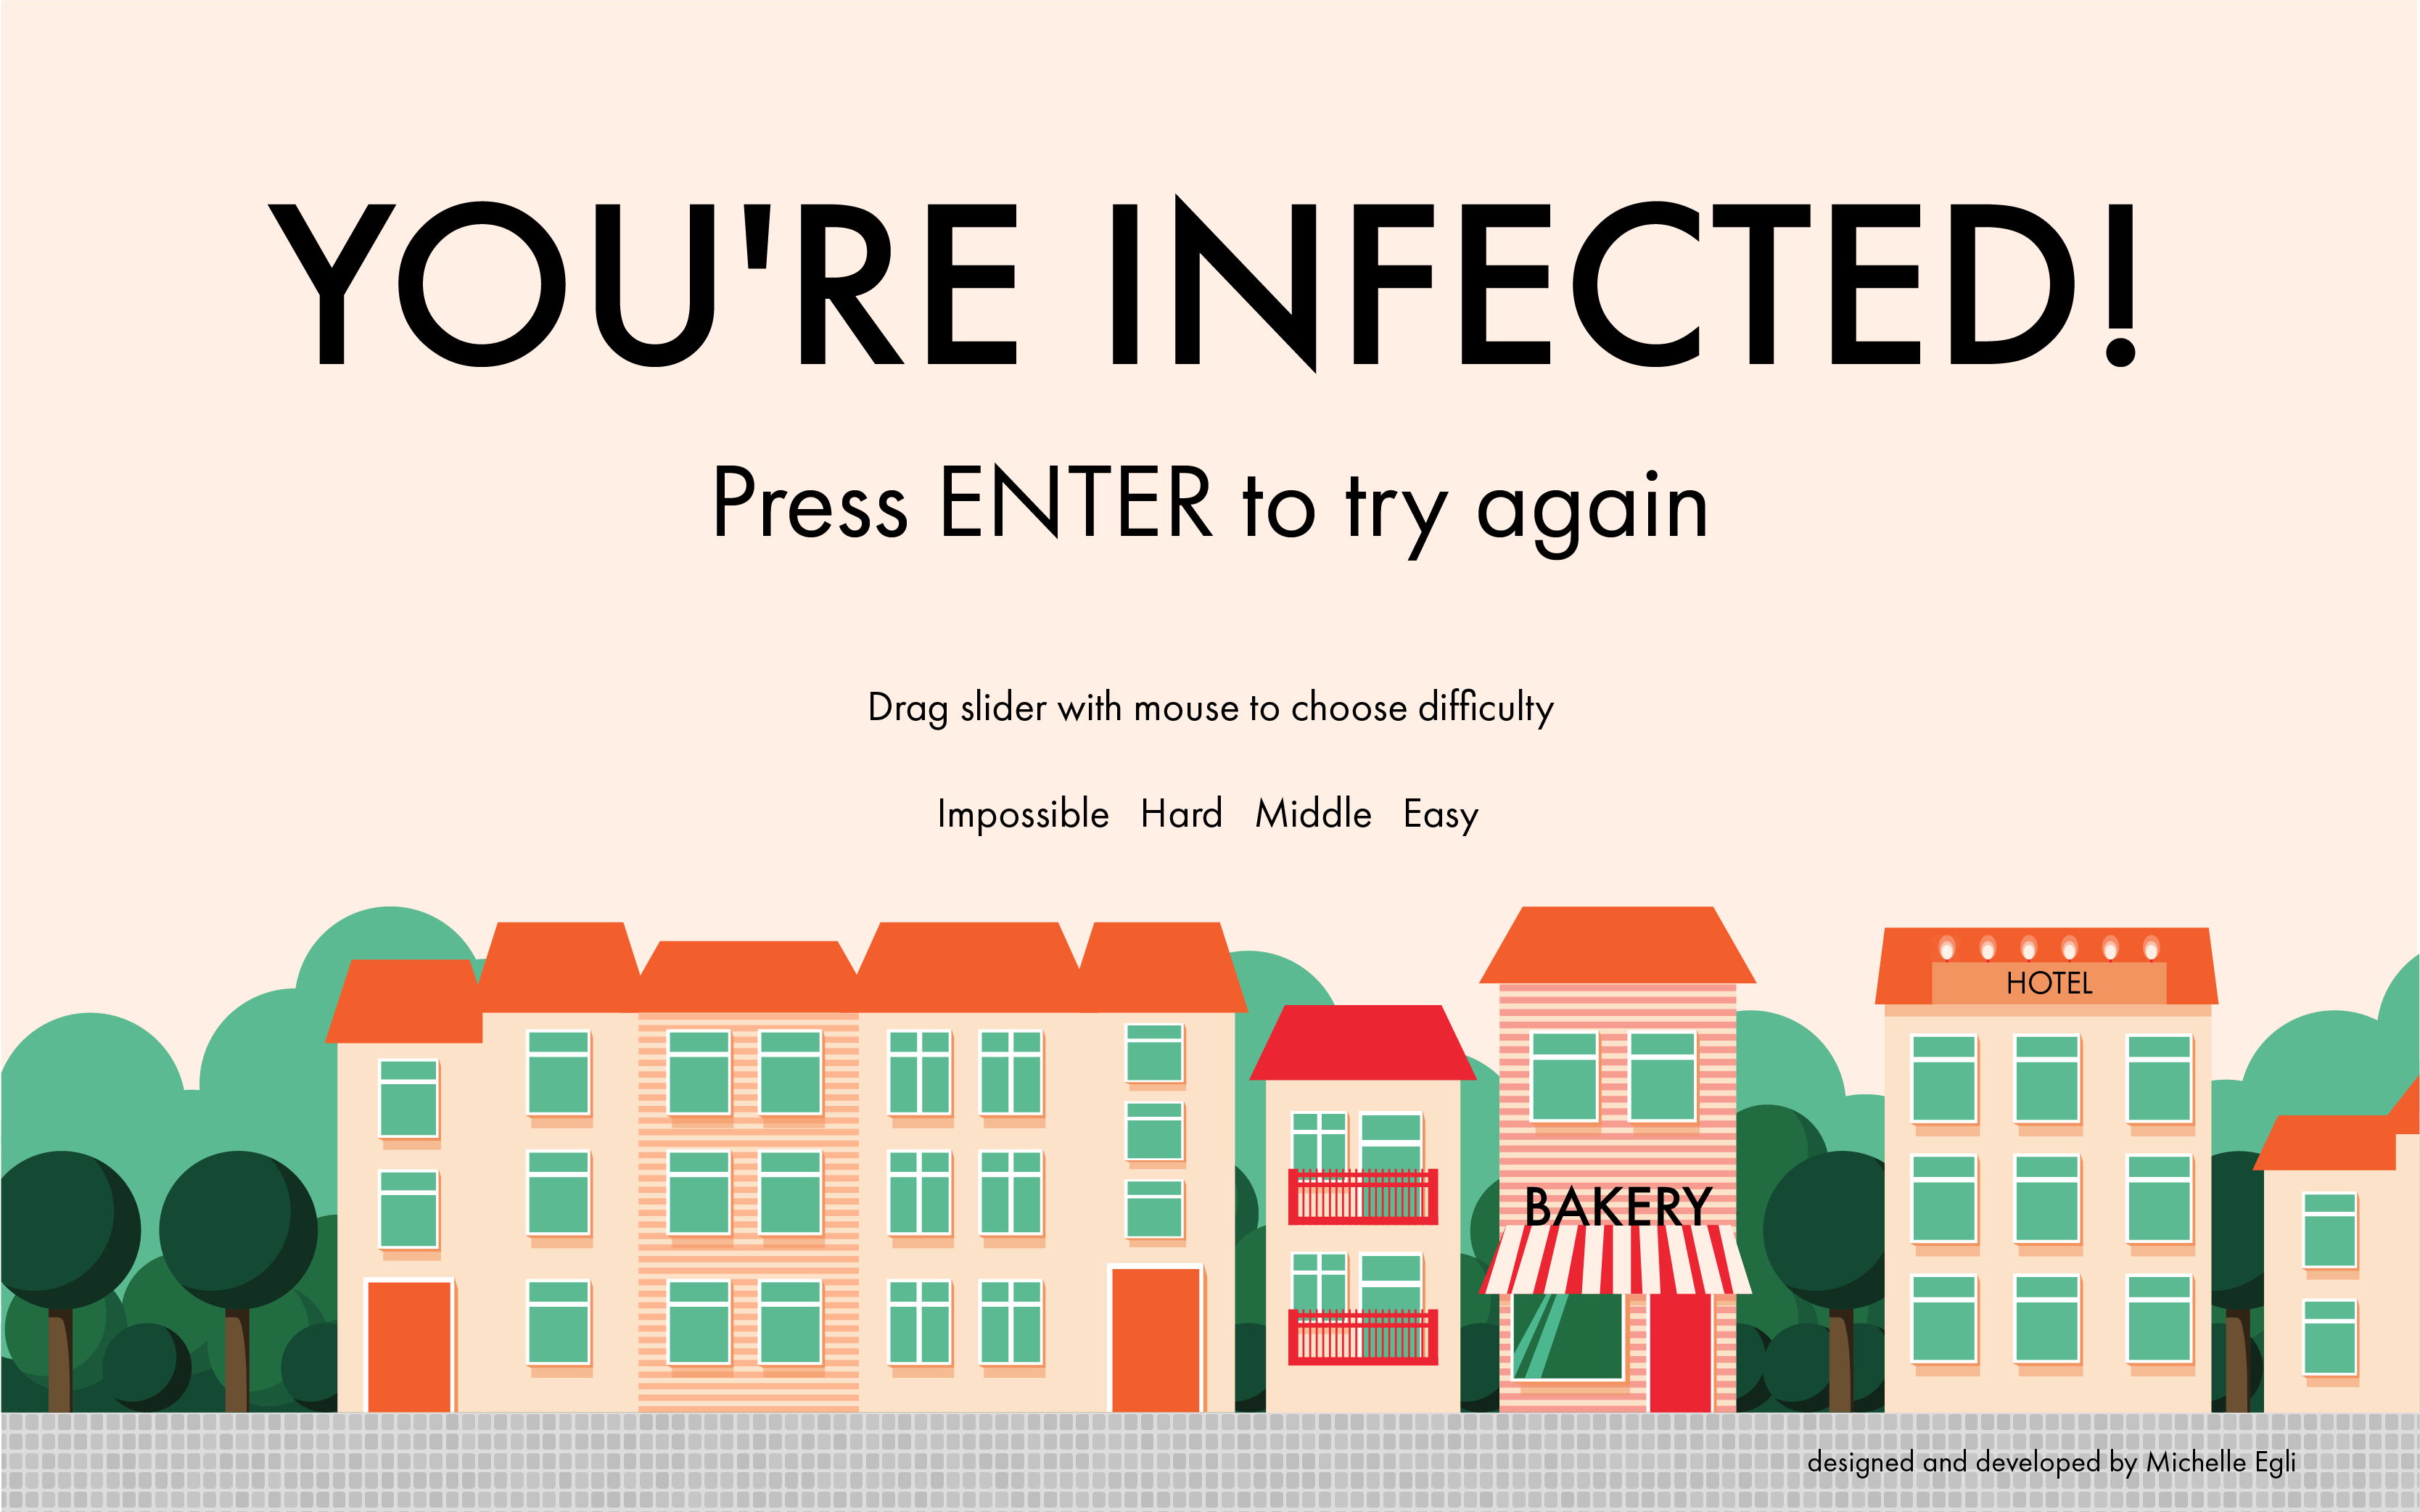 YOU'RE INFECTED!
Press ENTER to try again
Drag slider with mouse to choose difficulty
Impossible Hard Middle Easy
HOTEL
BAKERY
designed and developed by Michelle Egli